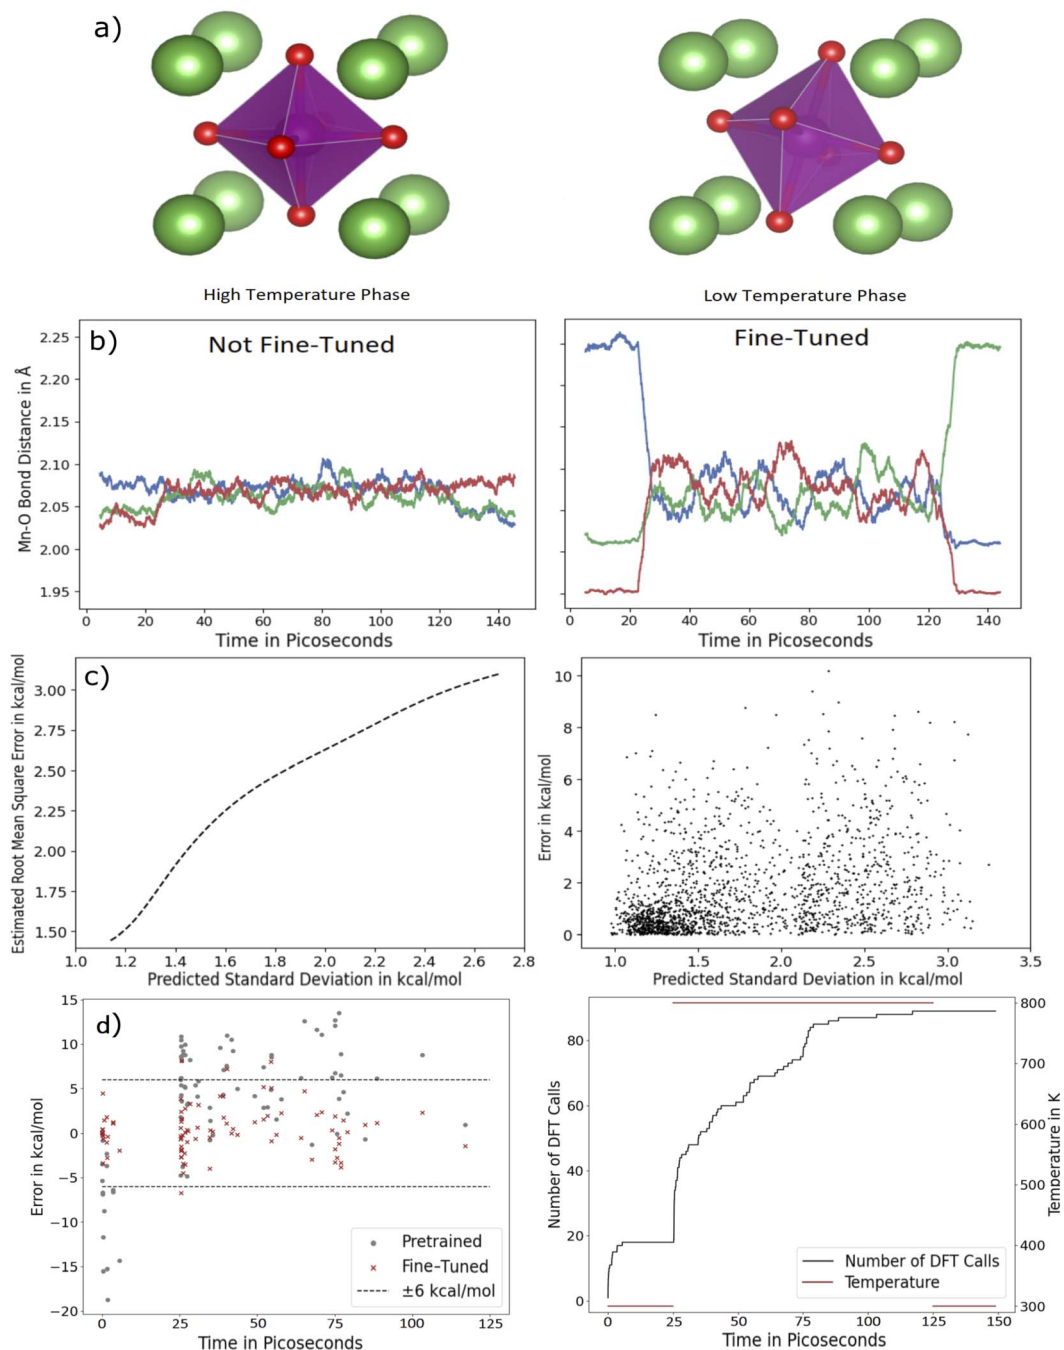 a)
High Temperature Phase
Low Temperature Phase
b)
Not Fine-Tuned
Mn-O Bond Distance in Å
2.25
2.20
2.15
2.10
2.05
2.00
1.95
0 20 40 60 80 100 120 140
Time in Picoseconds
Fine-Tuned
0 20 40 60 80 100 120 140
Time in Picoseconds
c)
Estimated Root Mean Square Error in kcal/mol
3.00
2.75
2.50
2.25
2.00
1.75
1.50
1.0 1.2 1.4 1.6 1.8 2.0 2.2 2.4 2.6 2.8
Predicted Standard Deviation in kcal/mol
Error in kcal/mol
10
8
6
4
2
0
1.0 1.5 2.0 2.5 3.0 3.5
Predicted Standard Deviation in kcal/mol
d)
Error in kcal/mol
15
10
5
0
−5
−10
−15
−20
Pretrained
Fine-Tuned
±6 kcal/mol
0 25 50 75 100 125
Time in Picoseconds
Number of DFT Calls
80
60
40
20
0
Number of DFT Calls
Temperature
800
700
600
500
400
300
Temperature in K
0 25 50 75 100 125 150
Time in Picoseconds